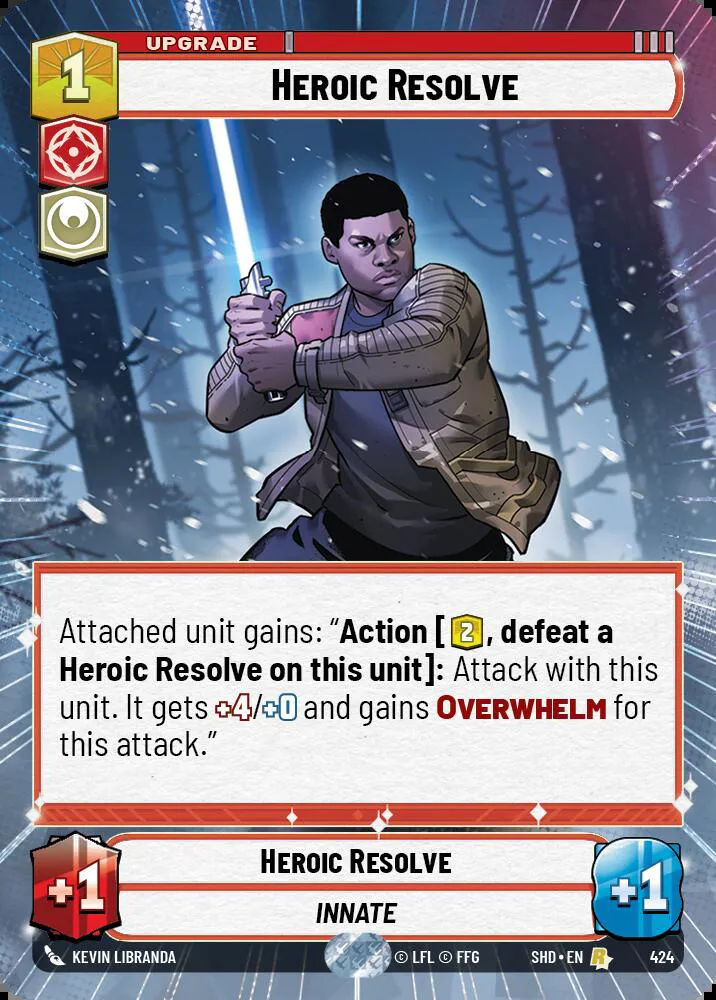 UPGRADE
1
HEROIC RESOLVE
Attached unit gains: “Action [2, defeat a
Heroic Resolve on this unit]: Attack with this
unit. It gets +4/+0 and gains OVERWHELM for
this attack.”
HEROIC RESOLVE
+1
+1
INNATE
KEVIN LIBRANDA
© LFL © FFG
SHD • EN
R
424